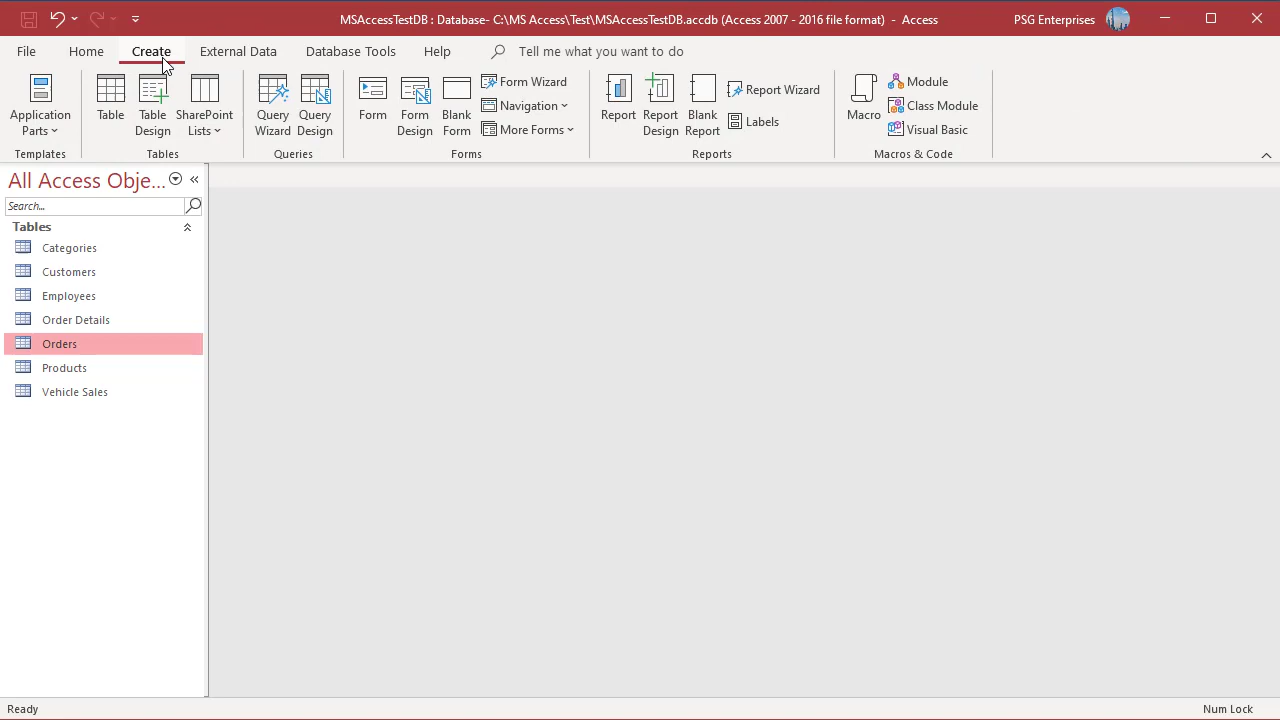 MSAccessTestDB : Database- C:\MS Access\Test\MSAccessTestDB.accdb (Access 2007 - 2016 file format) - Access
PSG Enterprises
File Home Create External Data Database Tools Help Tell me what you want to do
Application Parts
Templates
Table
Table Design
SharePoint Lists
Tables
Query Wizard
Query Design
Queries
Form
Form Design
Blank Form
Form Wizard
Navigation
More Forms
Forms
Report
Report Design
Blank Report
Report Wizard
Labels
Reports
Macro
Module
Class Module
Visual Basic
Macros & Code
All Access Obje...
Search...
Tables
Categories
Customers
Employees
Order Details
Orders
Products
Vehicle Sales
Ready
Num Lock